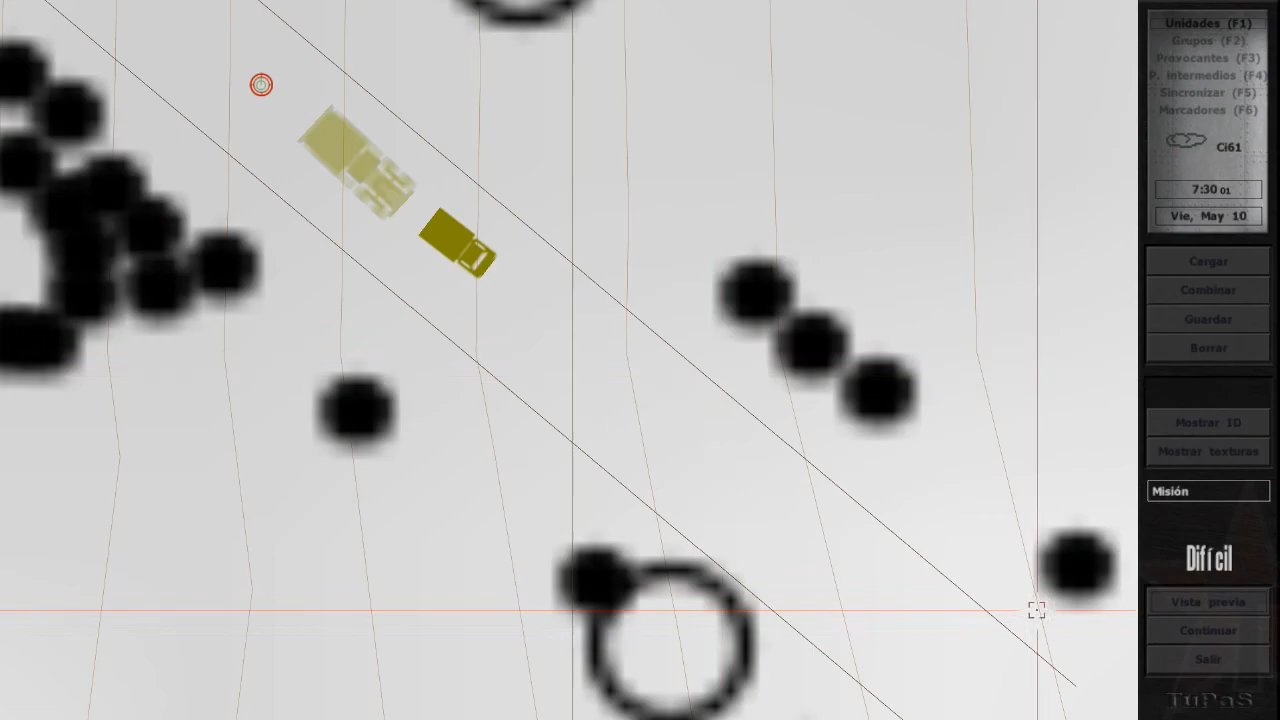 Unidades (F1)
Grupos (F2)
Provocantes (F3)
P. intermedios (F4)
Sincronizar (F5)
Marcadores (F6)
Ci61
7:30 01
Vie, May 10
Cargar
Combinar
Guardar
Borrar
Mostrar ID
Mostrar texturas
Misión
Difícil
Vista previa
Continuar
Salir
TuPaS